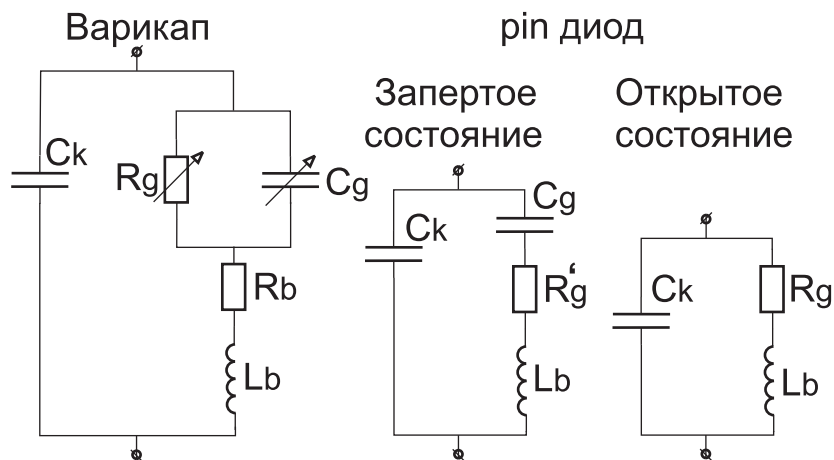 Варикап
pin диод
Запертое
состояние
Открытое
состояние
Ck
Rg
Cg
Rb
Lb
Ck
Cg
R‘g
Lb
Ck
Rg
Lb